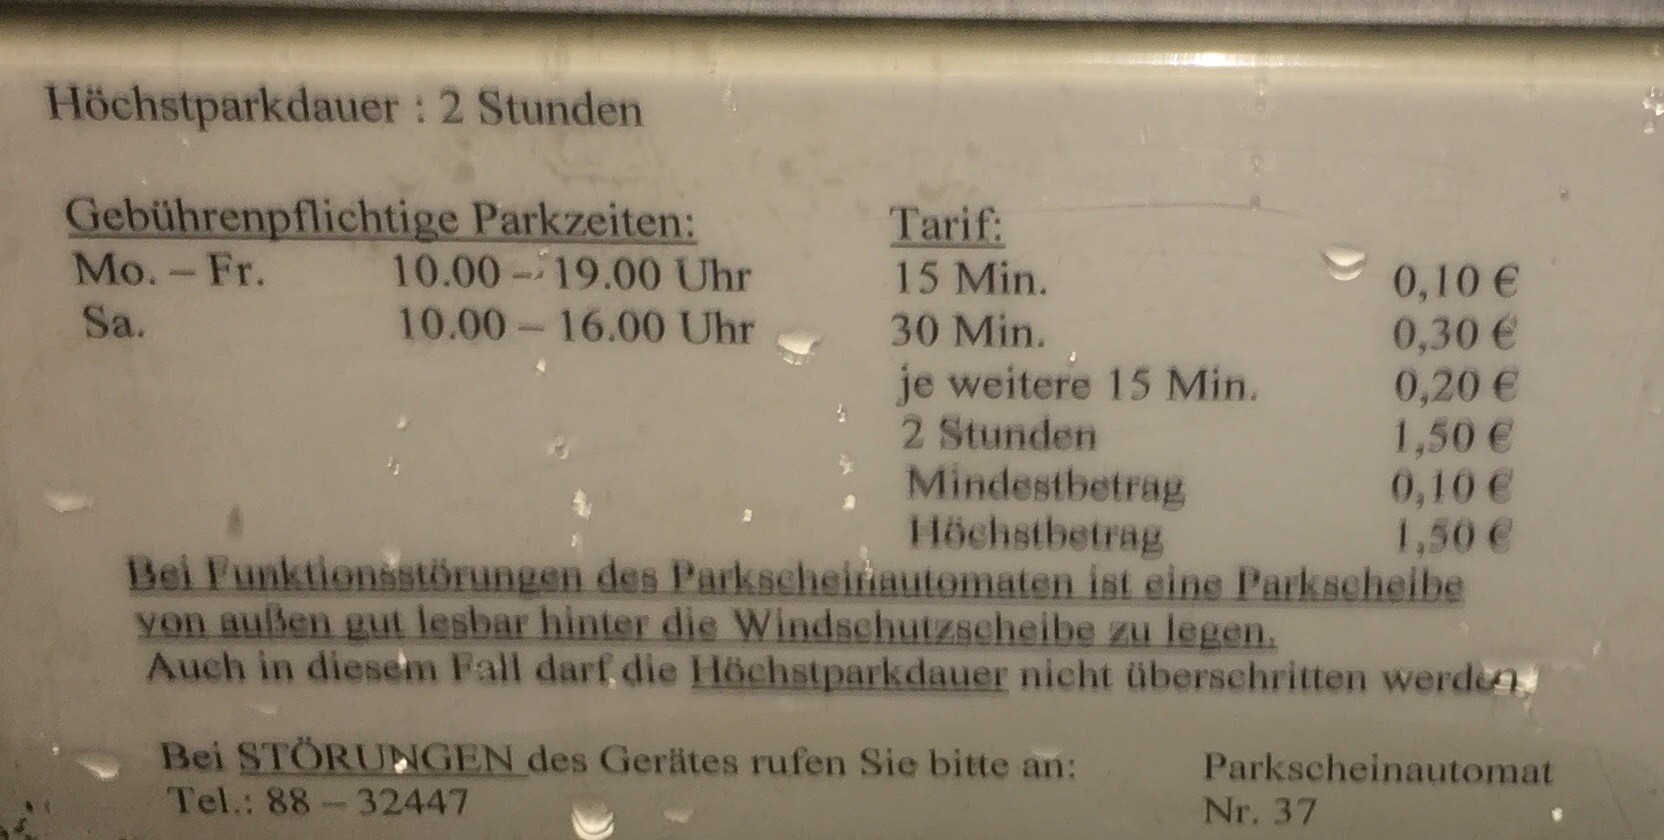 Höchstparkdauer : 2 Stunden
Gebührenpflichtige Parkzeiten:
Mo. – Fr. 10.00 – 19.00 Uhr
Sa. 10.00 – 16.00 Uhr
Tarif:
15 Min. 0,10 €
30 Min. 0,30 €
je weitere 15 Min. 0,20 €
2 Stunden 1,50 €
Mindestbetrag 0,10 €
Höchstbetrag 1,50 €
Bei Funktionsstörungen des Parkscheinautomaten ist eine Parkscheibe
von außen gut lesbar hinter die Windschutzscheibe zu legen.
Auch in diesem Fall darf die Höchstparkdauer nicht überschritten werden.
Bei STÖRUNGEN des Gerätes rufen Sie bitte an:
Tel.: 88 – 32447
Parkscheinautomat
Nr. 37